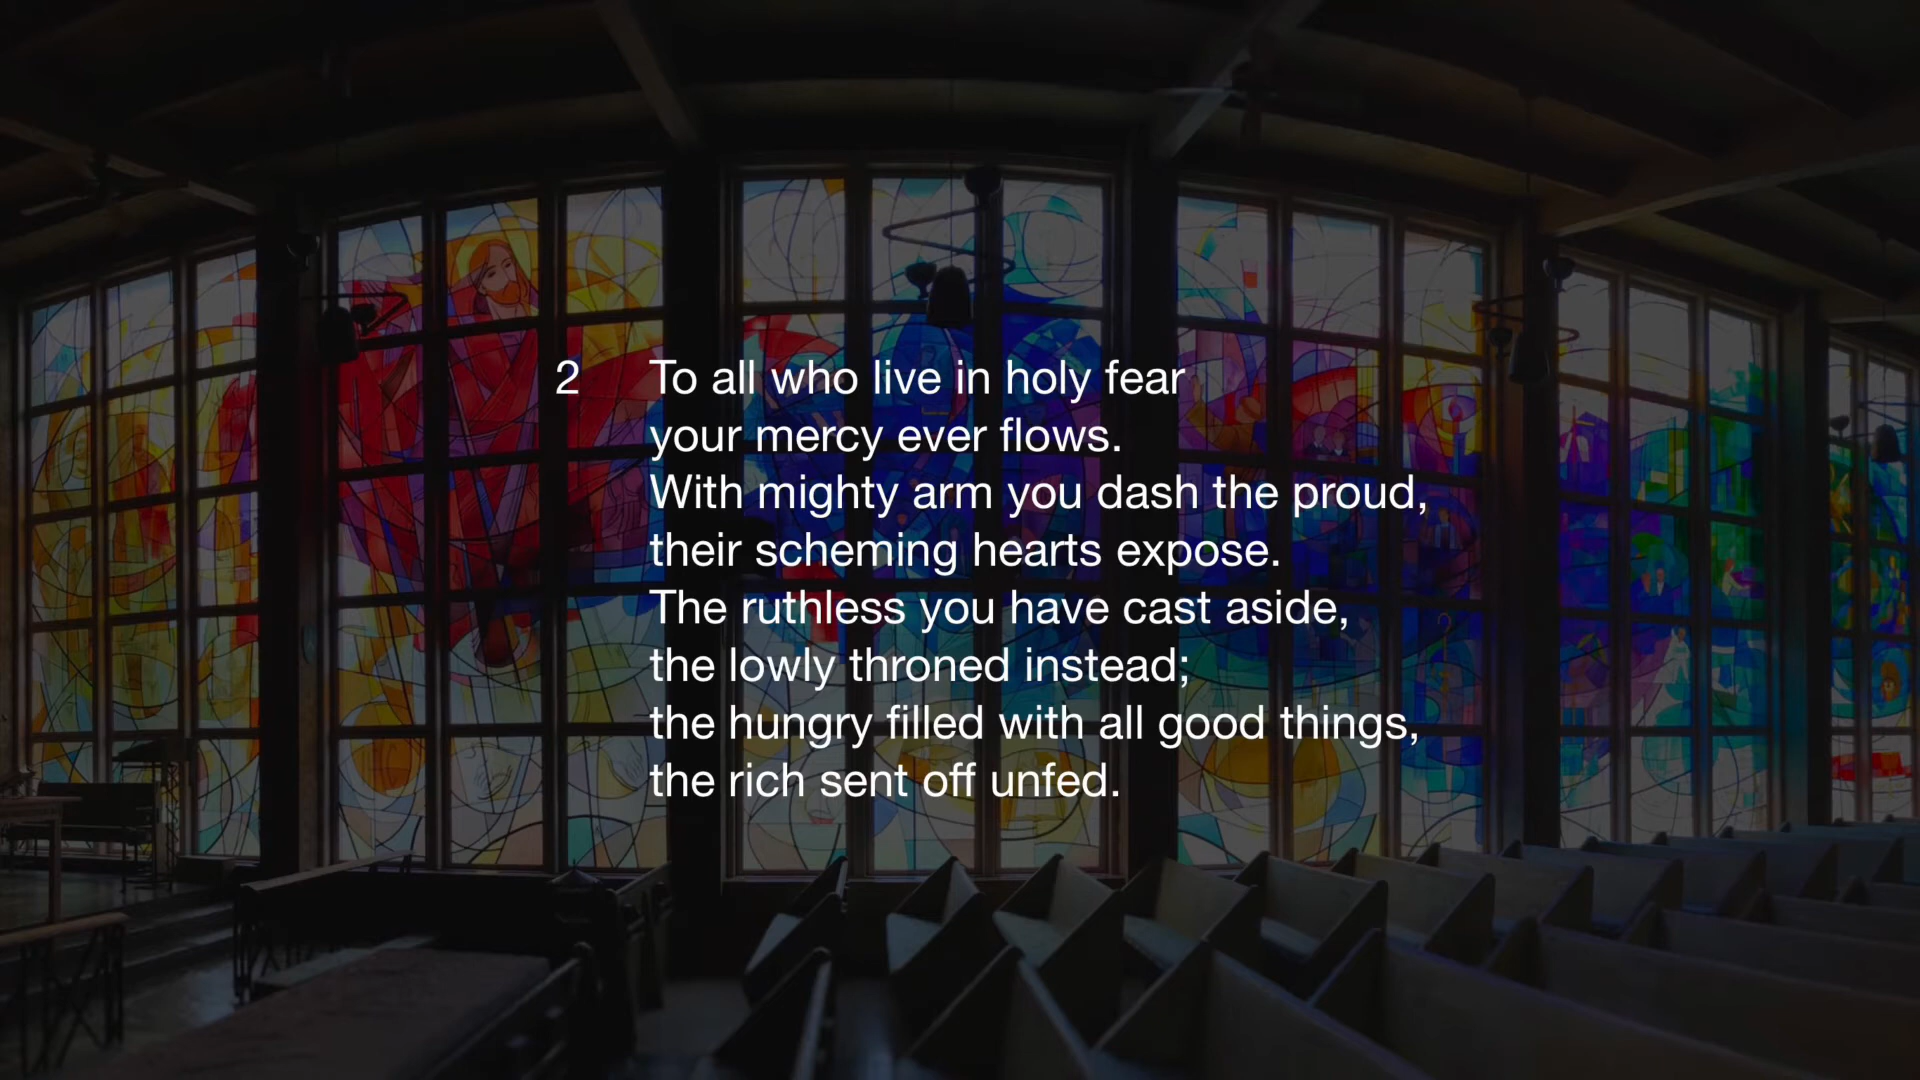 2 To all who live in holy fear
your mercy ever flows.
With mighty arm you dash the proud,
their scheming hearts expose.
The ruthless you have cast aside,
the lowly throned instead;
the hungry filled with all good things,
the rich sent off unfed.